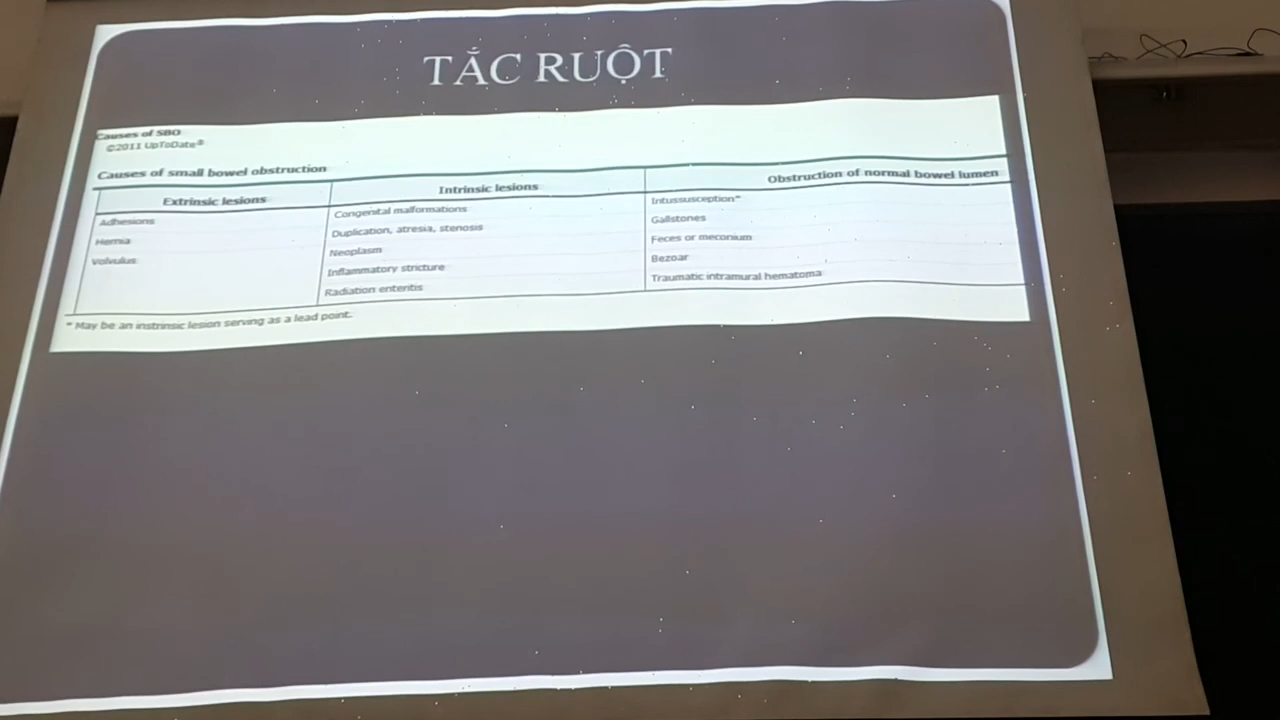 TẮC RUỘT
Causes of SBO
©2011 UpToDate®
Causes of small bowel obstruction
Extrinsic lesions
Adhesions
Hernia
Volvulus
Intrinsic lesions
Congenital malformations
Duplication, atresia, stenosis
Neoplasm
Inflammatory stricture
Radiation enteritis
Obstruction of normal bowel lumen
Intussusception*
Gallstones
Feces or meconium
Bezoar
Traumatic intramural hematoma
* May be an instrinsic lesion serving as a lead point.